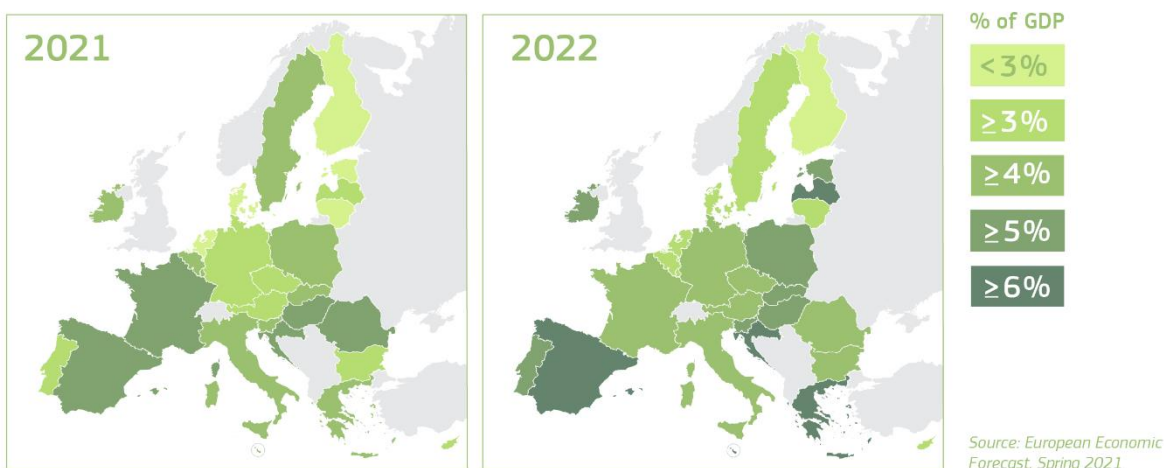 2021
2022
% of GDP
<3%
≥3%
≥4%
≥5%
≥6%
Source: European Economic
Forecast, Spring 2021